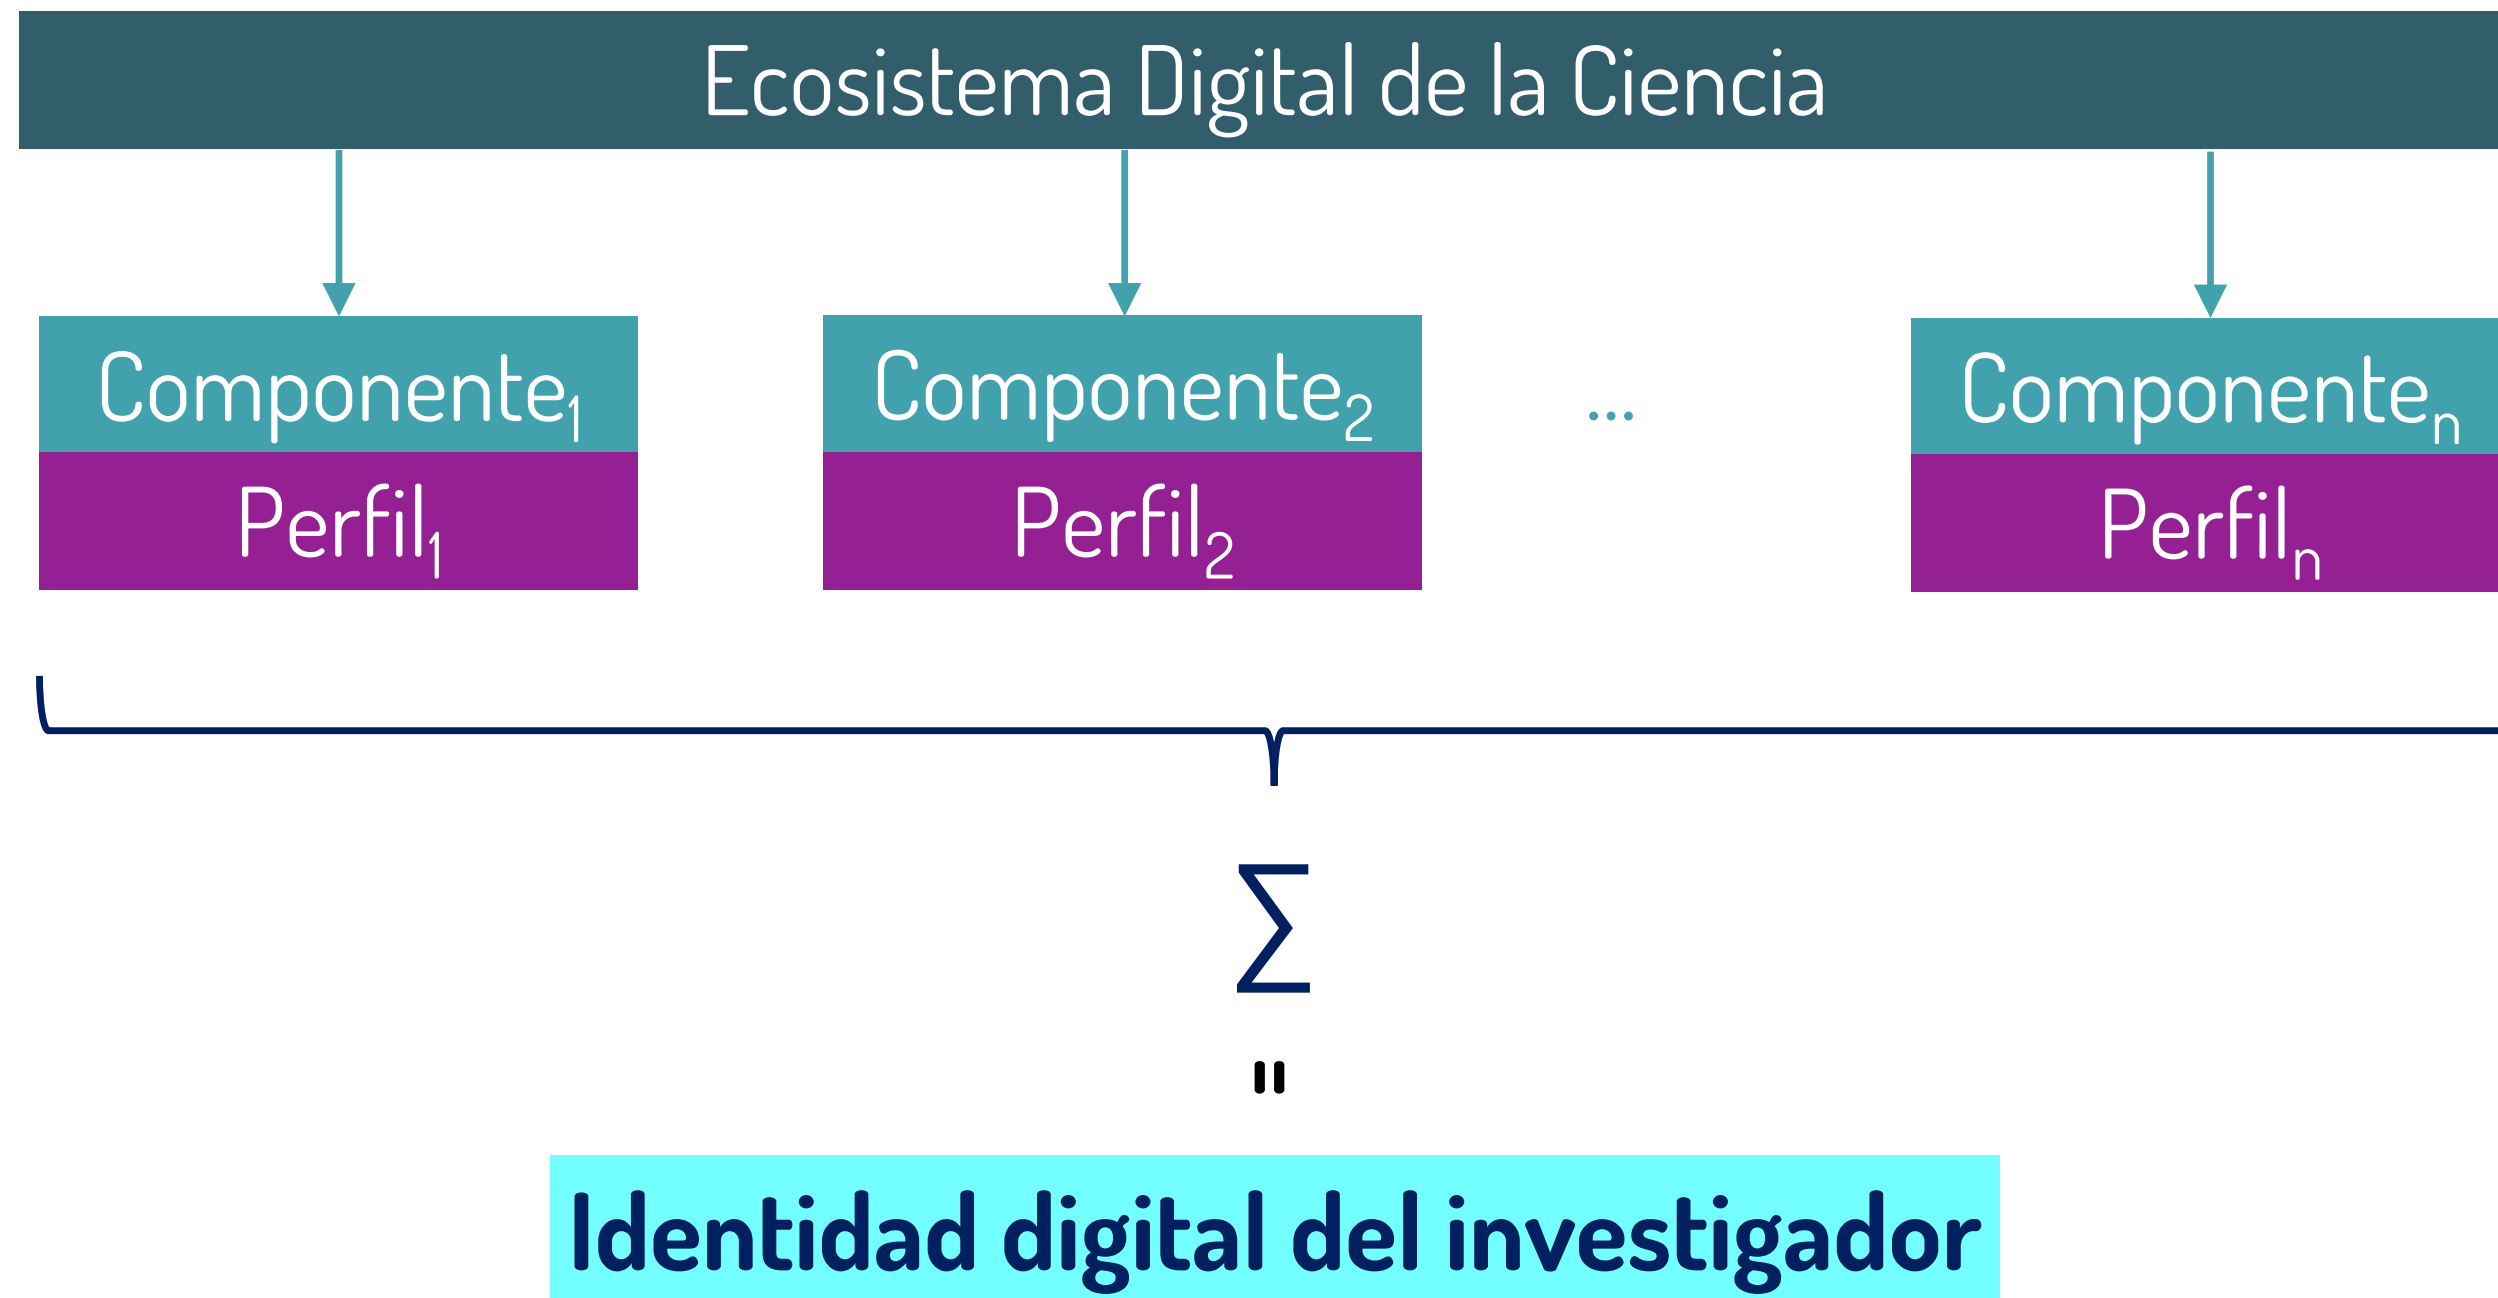 Ecosistema Digital de la Ciencia
Componente₁ Componente₂ ... Componenteₙ
Perfil₁ Perfil₂ Perfilₙ
∑
"
Identidad digital del investigador